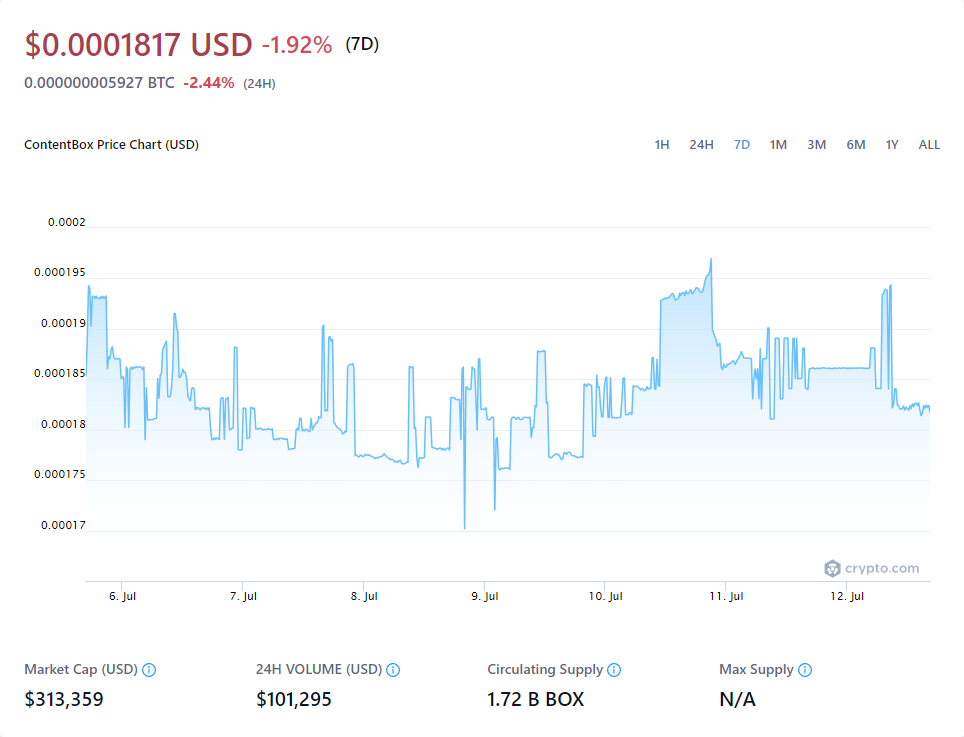 $0.0001817 USD -1.92% (7D)
0.000000005927 BTC -2.44% (24H)
ContentBox Price Chart (USD)
1H 24H 7D 1M 3M 6M 1Y ALL
0.0002
0.000195
0.00019
0.000185
0.00018
0.000175
0.00017
crypto.com
6. Jul 7. Jul 8. Jul 9. Jul 10. Jul 11. Jul 12. Jul
Market Cap (USD) 24H VOLUME (USD) Circulating Supply Max Supply
$313,359 $101,295 1.72 B BOX N/A